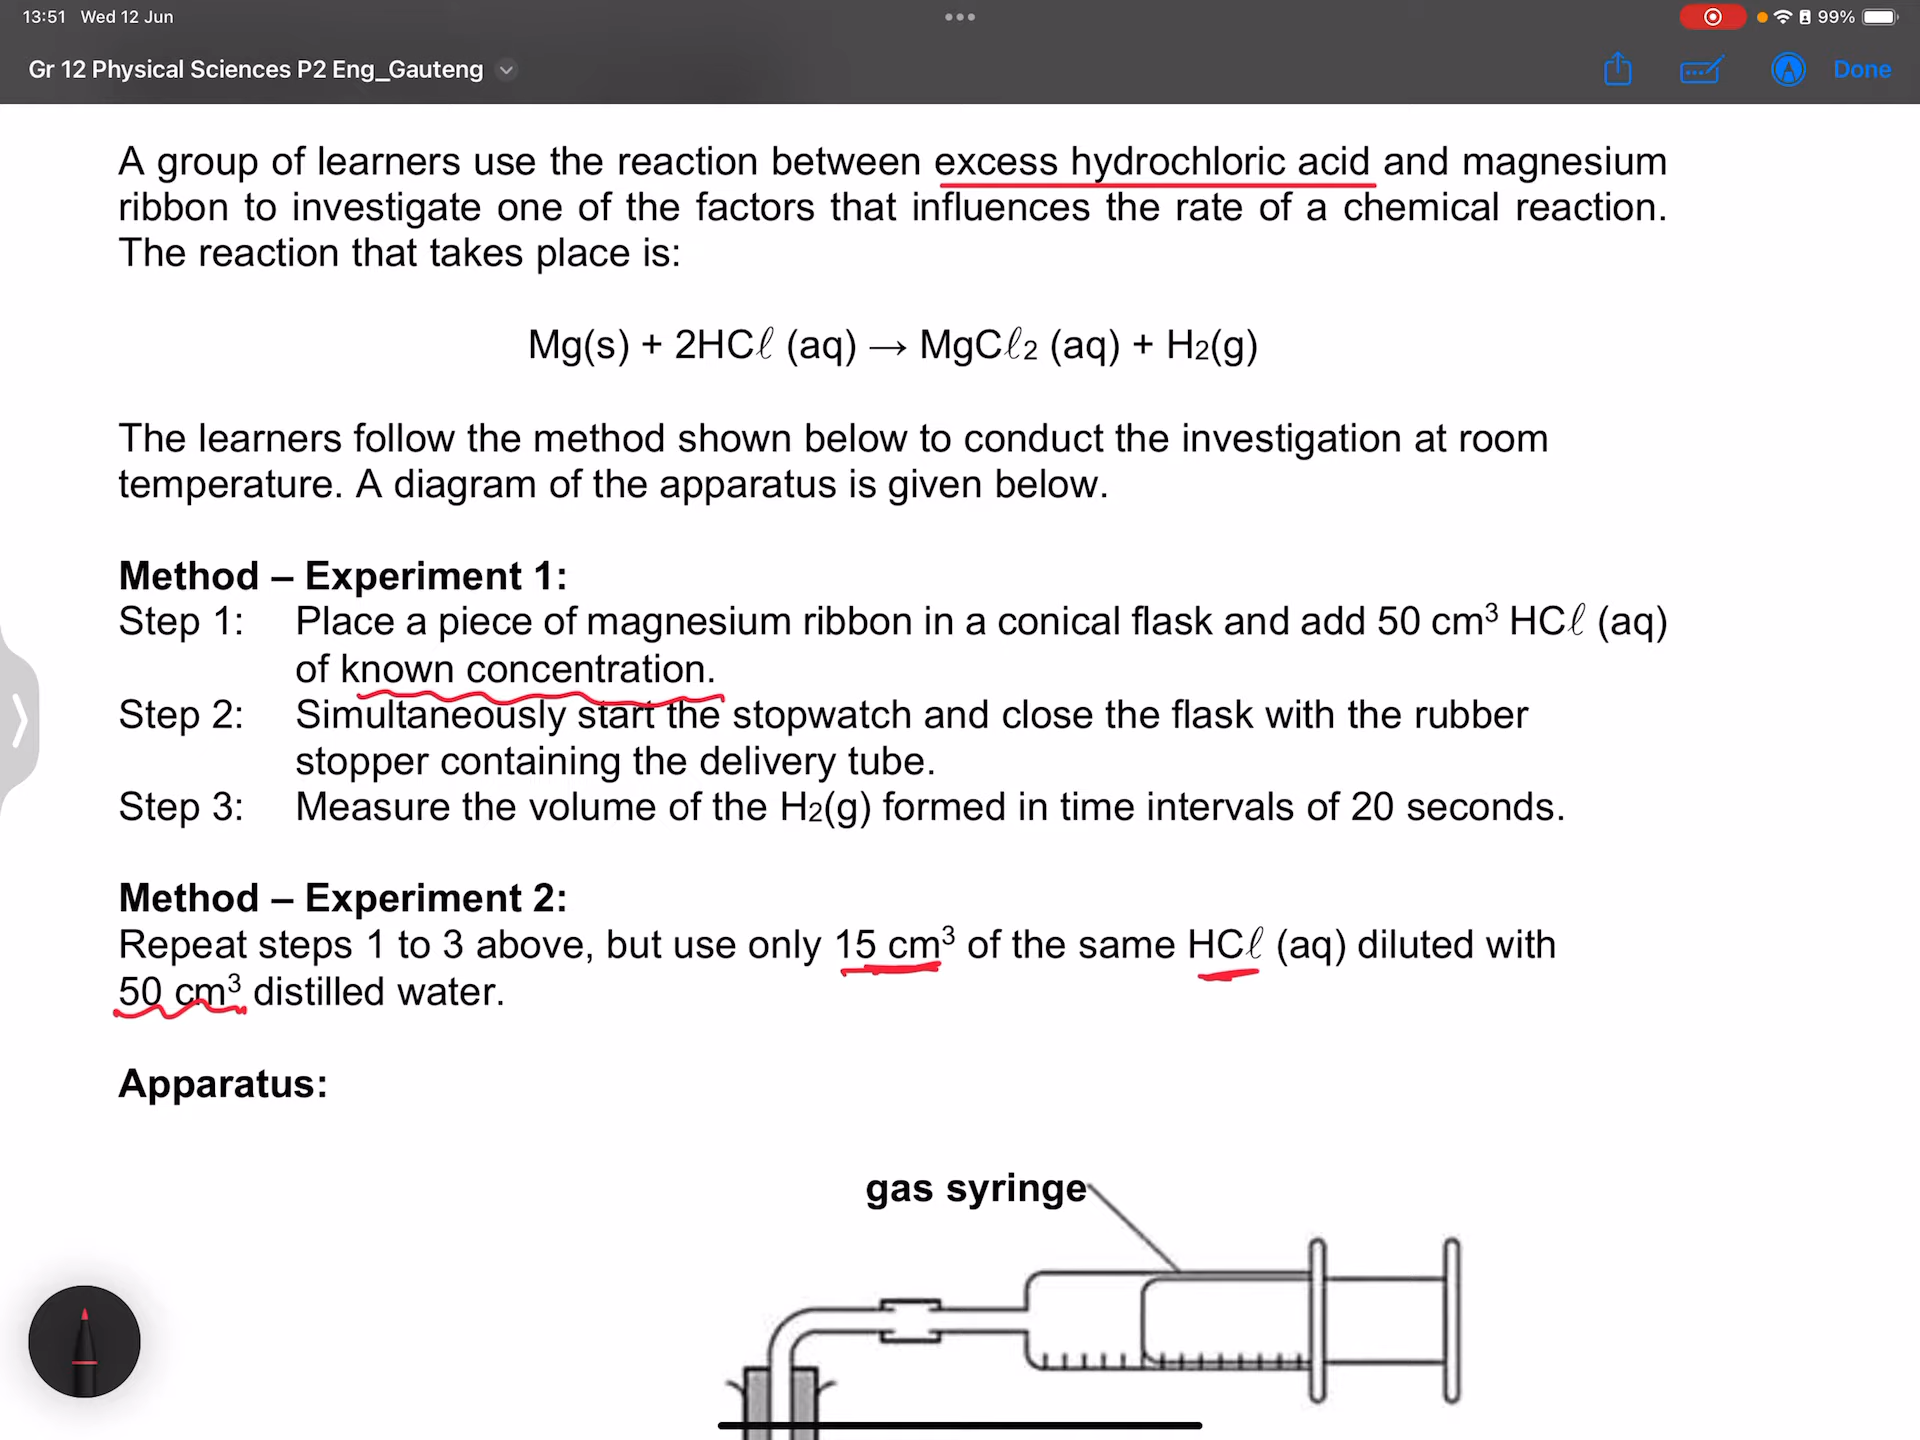 13:51 Wed 12 Jun
99%
Gr 12 Physical Sciences P2 Eng_Gauteng
Done
A group of learners use the reaction between excess hydrochloric acid and magnesium
ribbon to investigate one of the factors that influences the rate of a chemical reaction.
The reaction that takes place is:
Mg(s) + 2HCℓ (aq) → MgCℓ2 (aq) + H2(g)
The learners follow the method shown below to conduct the investigation at room
temperature. A diagram of the apparatus is given below.
Method – Experiment 1:
Step 1: Place a piece of magnesium ribbon in a conical flask and add 50 cm³ HCℓ (aq)
of known concentration.
Step 2: Simultaneously start the stopwatch and close the flask with the rubber
stopper containing the delivery tube.
Step 3: Measure the volume of the H2(g) formed in time intervals of 20 seconds.
Method – Experiment 2:
Repeat steps 1 to 3 above, but use only 15 cm³ of the same HCℓ (aq) diluted with
50 cm³ distilled water.
Apparatus:
gas syringe